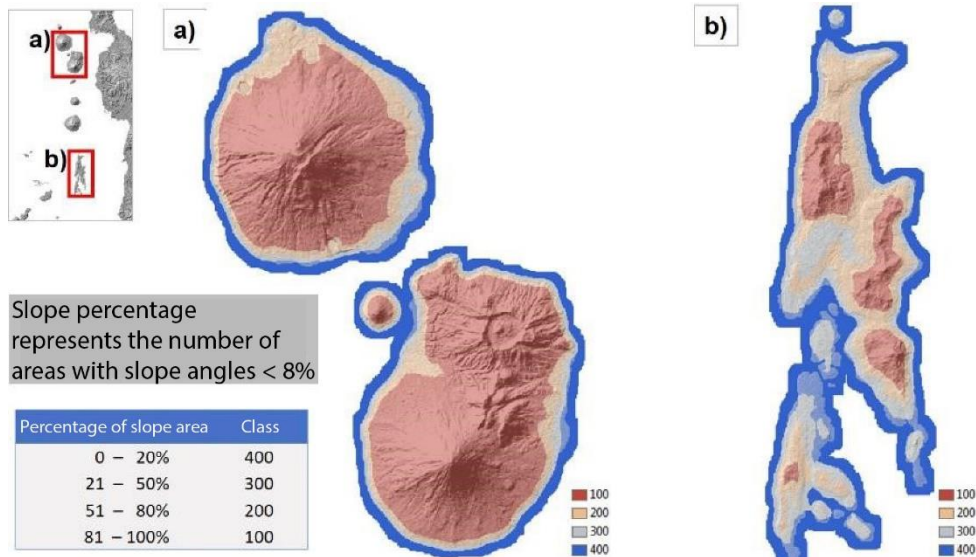 a)
b)
a)
b)
Slope percentage
represents the number of
areas with slope angles < 8%
Percentage of slope area Class
0 – 20% 400
21 – 50% 300
51 – 80% 200
81 – 100% 100
100
200
300
400
100
200
300
400